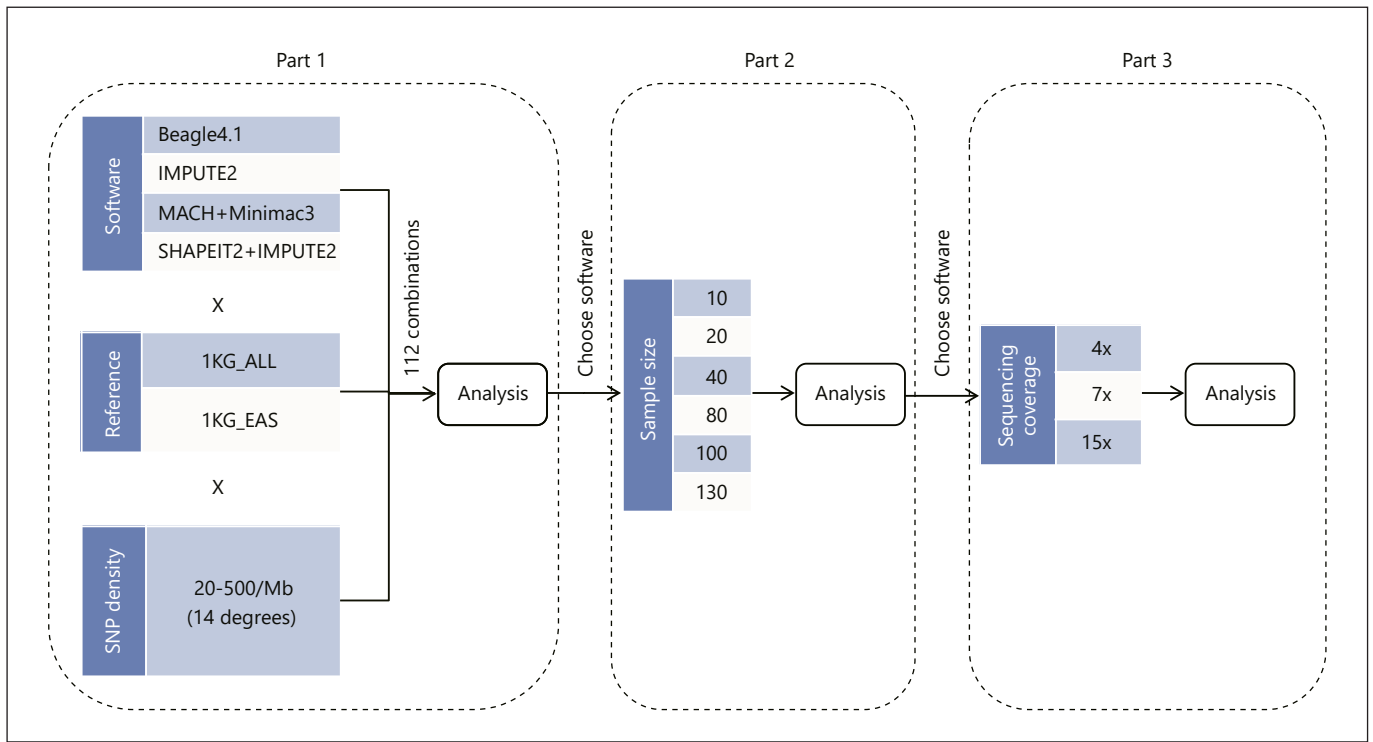 Part 1
Software
Beagle4.1
IMPUTE2
MACH+Minimac3
SHAPEIT2+IMPUTE2
X
Reference
1KG_ALL
1KG_EAS
X
SNP density
20-500/Mb
(14 degrees)
112 combinations
Analysis
Choose software
Part 2
Sample size
10
20
40
80
100
130
Analysis
Choose software
Part 3
Sequencing
coverage
4x
7x
15x
Analysis